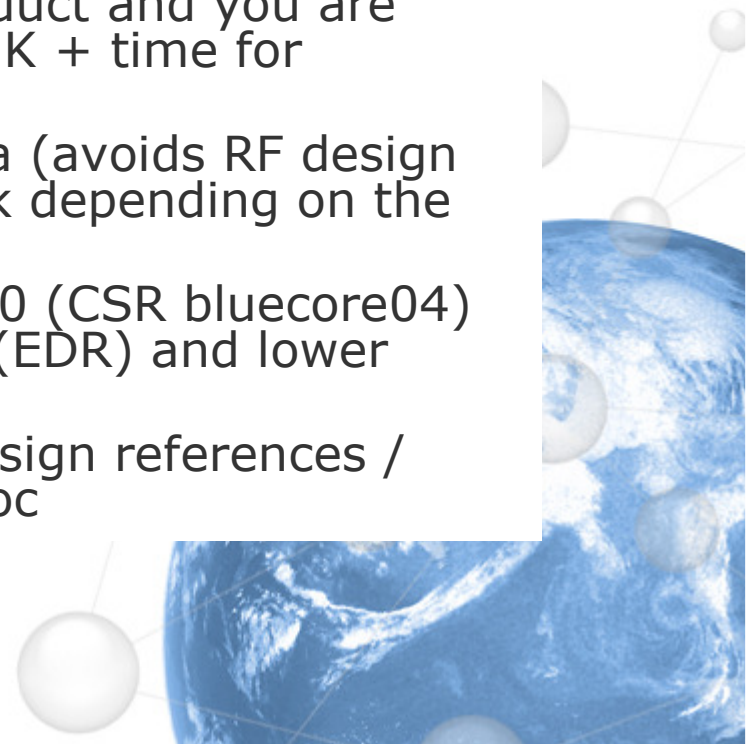 duct and you are
K + time for
a (avoids RF design
k depending on the
0 (CSR bluecore04)
(EDR) and lower
sign references /
oc